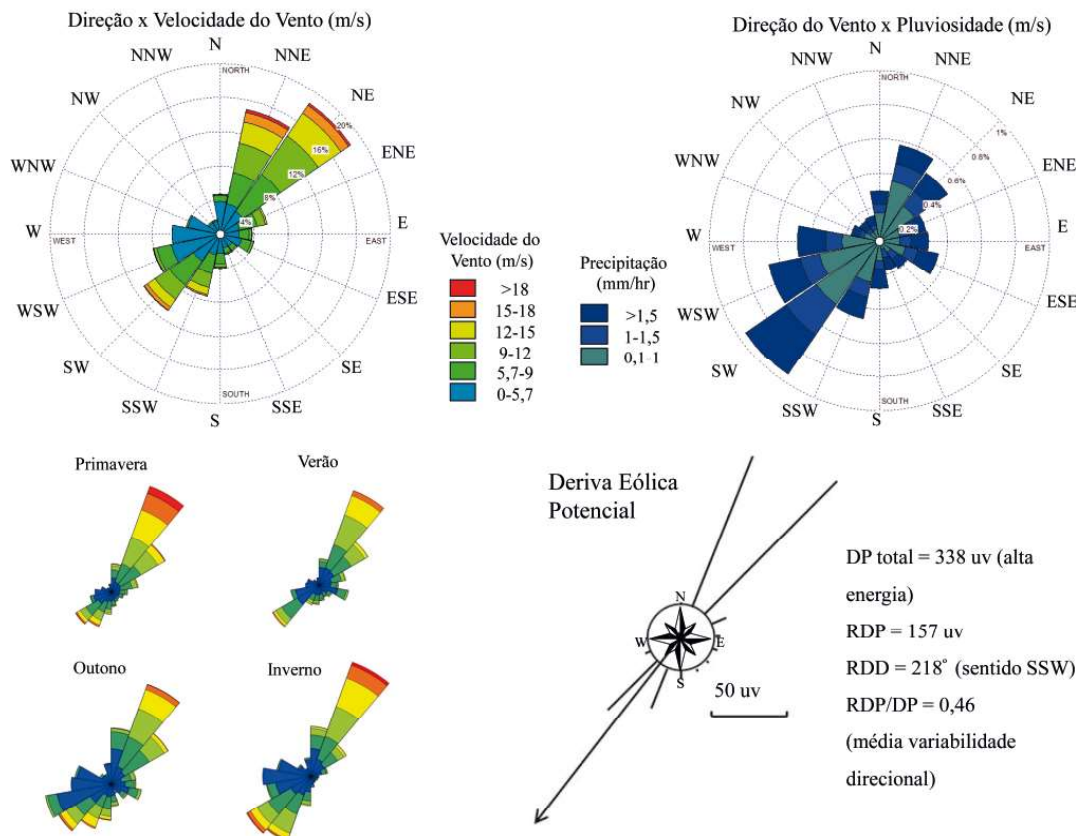 Direção x Velocidade do Vento (m/s)
N
NNE
NE
ENE
E
ESE
SE
SSE
S
SSW
SW
WSW
W
WNW
NW
NNW
NORTH
EAST
SOUTH
WEST
4%
8%
12%
16%
20%
Velocidade do
Vento (m/s)
>18
15-18
12-15
9-12
5,7-9
0-5,7
Direção do Vento x Pluviosidade (m/s)
N
NNE
NE
ENE
E
ESE
SE
SSE
S
SSW
SW
WSW
W
WNW
NW
NNW
NORTH
EAST
SOUTH
WEST
0.2%
0.4%
0.6%
0.8%
1%
Precipitação
(mm/hr)
>1,5
1-1,5
0,1-1
Primavera
Verão
Outono
Inverno
Deriva Eólica
Potencial
N
W
E
S
50 uv
DP total = 338 uv (alta
energia)
RDP = 157 uv
RDD = 218° (sentido SSW)
RDP/DP = 0,46
(média variabilidade
direcional)